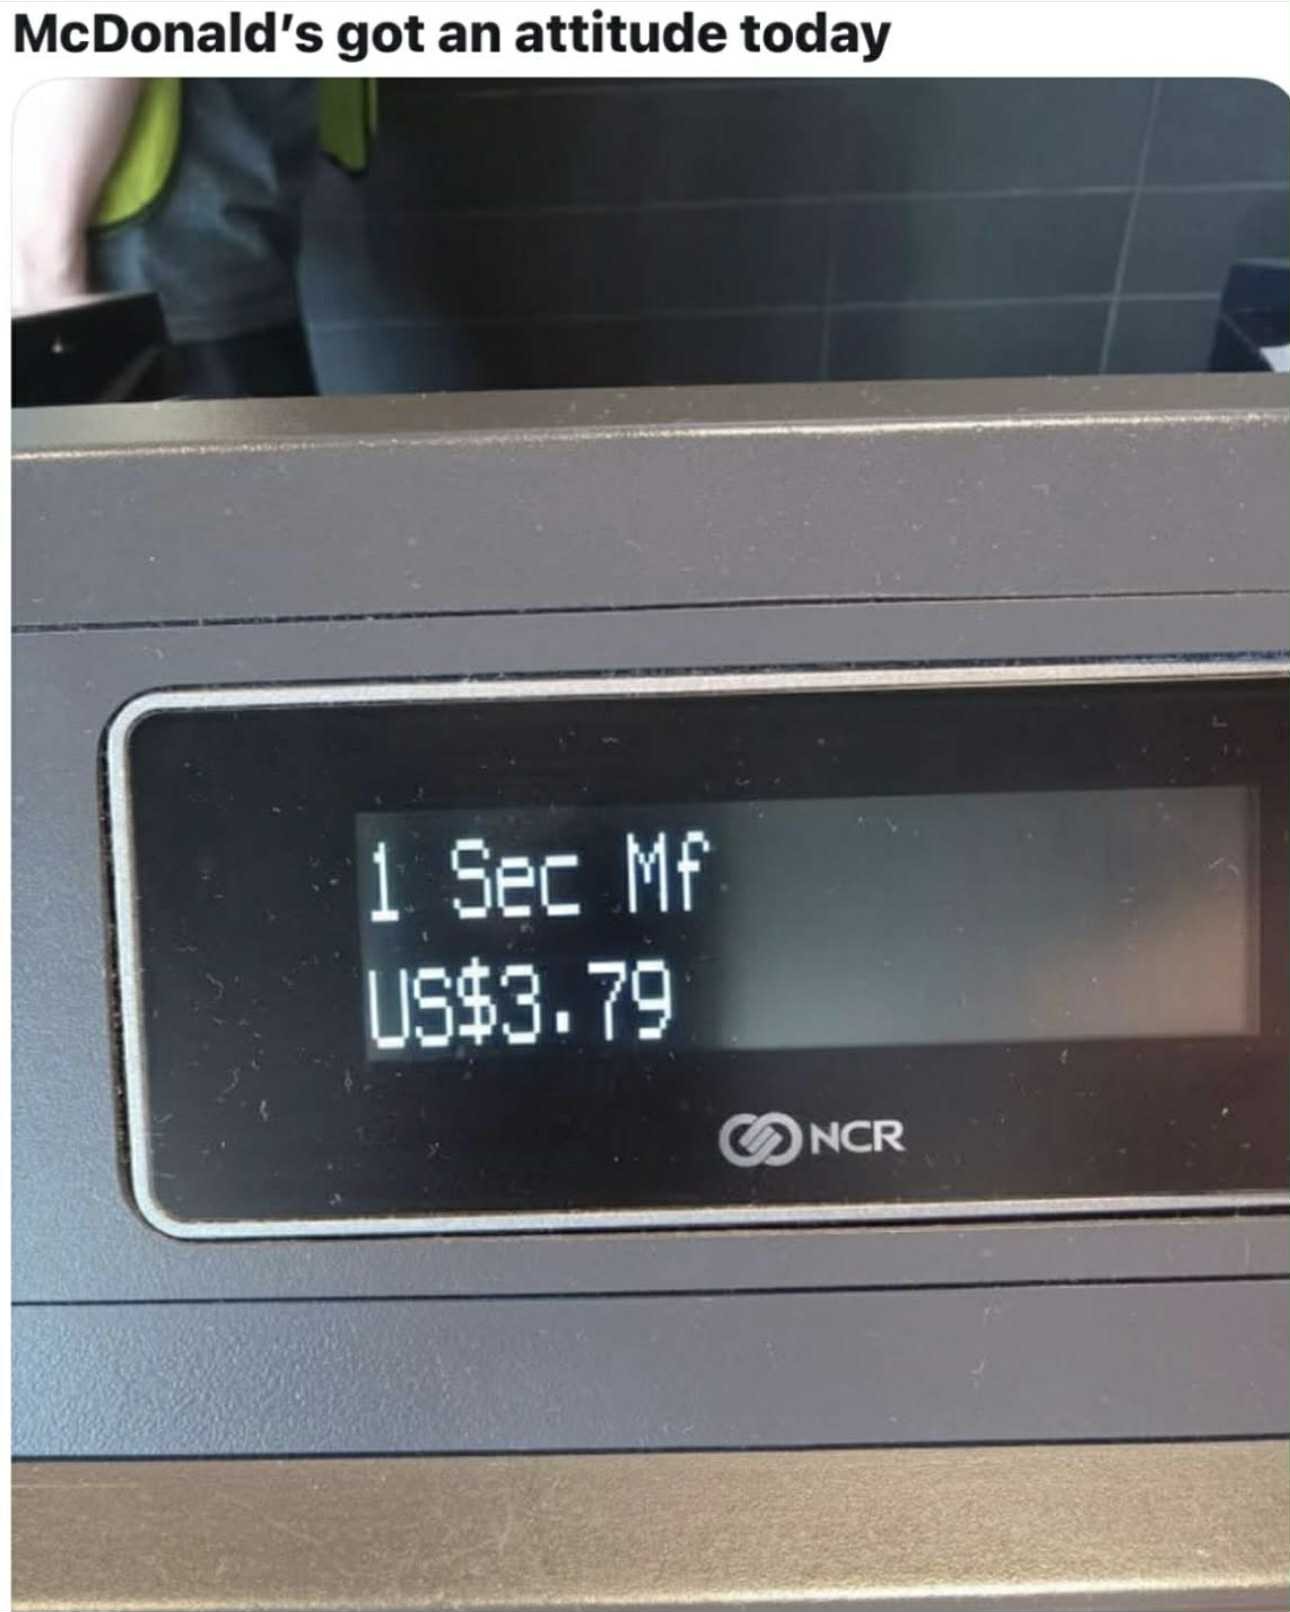 McDonald's got an attitude today
1 Sec Mf
US$3.79
NCR